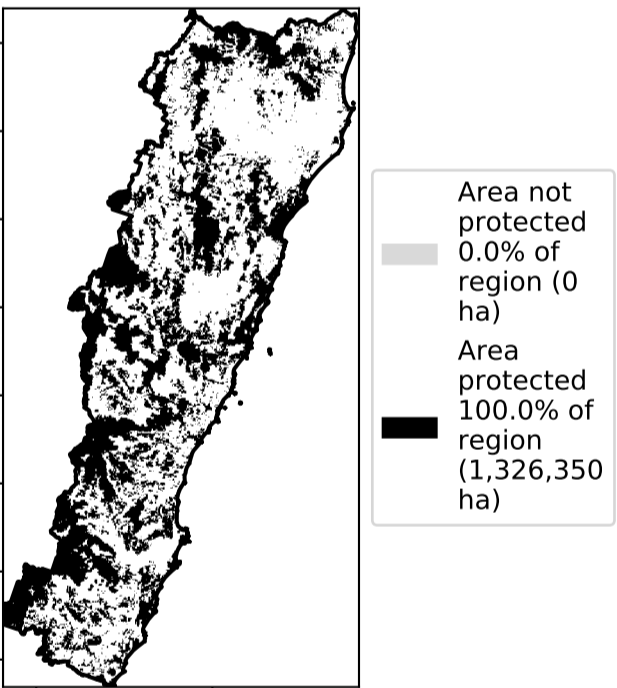 Area not
protected
0.0% of
region (0
ha)
Area
protected
100.0% of
region
(1,326,350
ha)